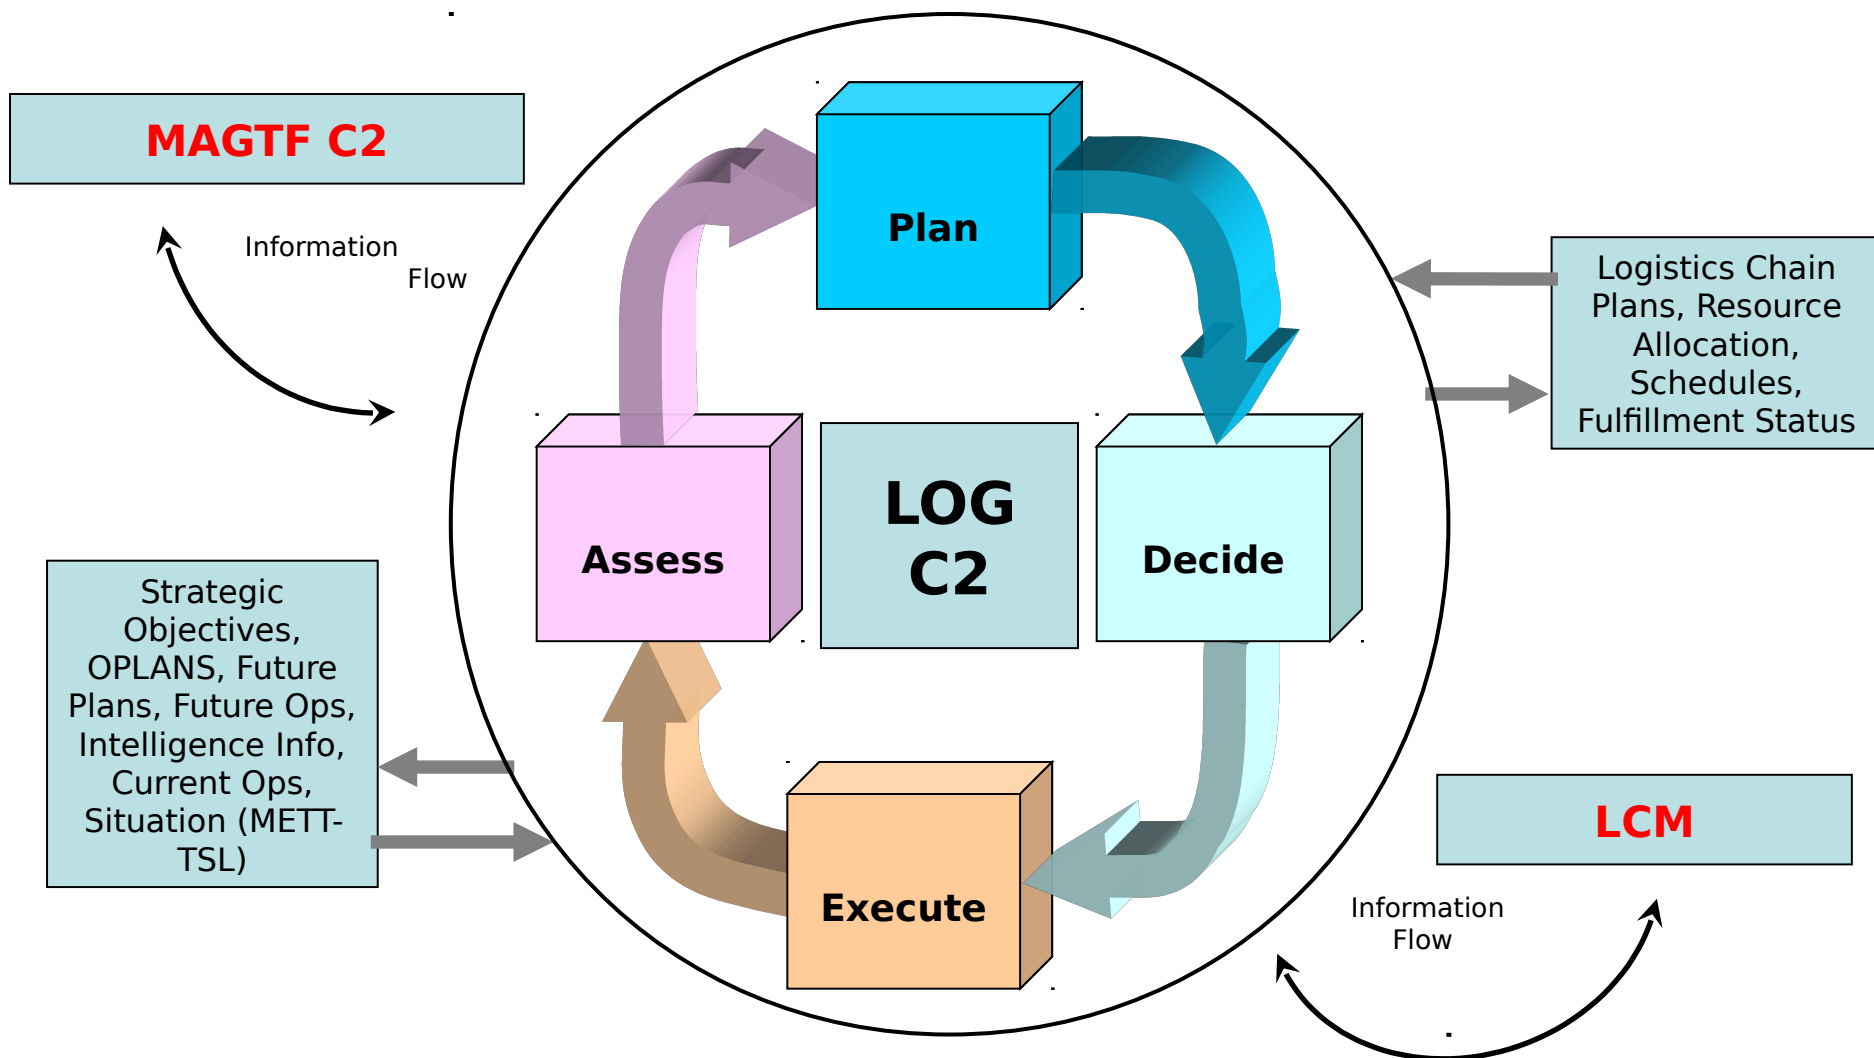 MAGTF C2
Information
Flow
Plan
Logistics Chain
Plans, Resource
Allocation,
Schedules,
Fulfillment Status
Assess
LOG
C2
Decide
Strategic
Objectives,
OPLANS, Future
Plans, Future Ops,
Intelligence Info,
Current Ops,
Situation (METT-
TSL)
Execute
LCM
Information
Flow